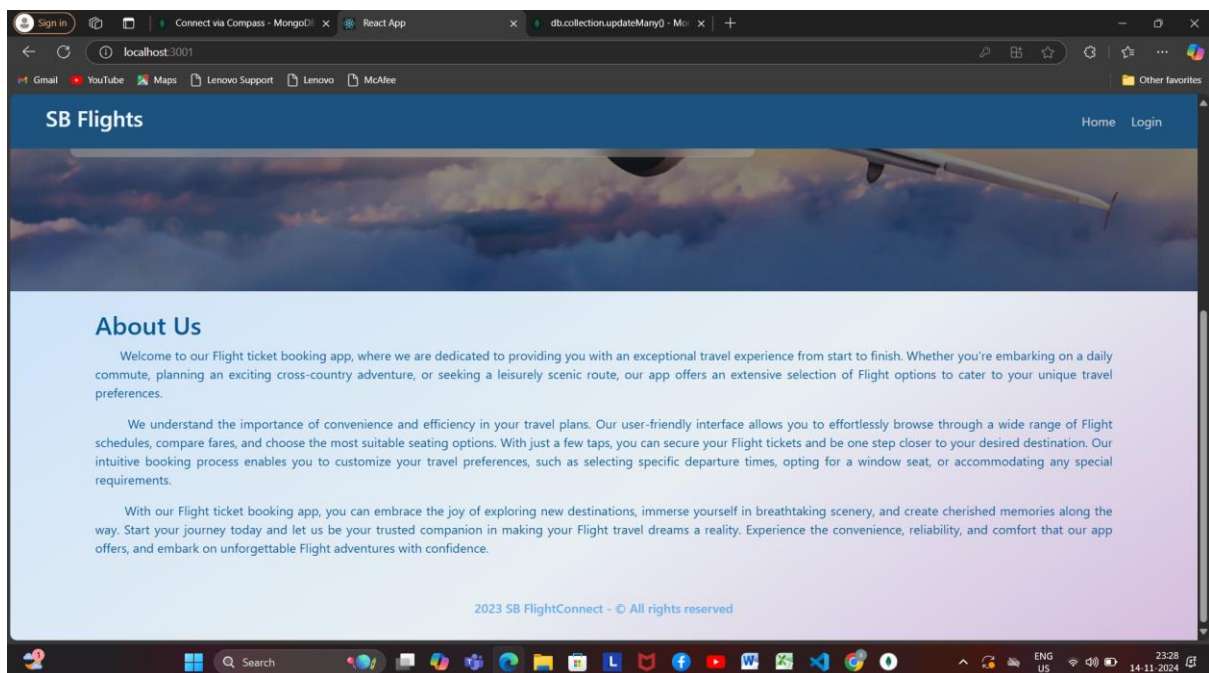 Sign in
Connect via Compass - MongoDB
React App
db.collection.updateMany() - Mon
localhost:3001
Gmail YouTube Maps Lenovo Support Lenovo McAfee Other favorites
SB Flights Home Login
About Us
Welcome to our Flight ticket booking app, where we are dedicated to providing you with an exceptional travel experience from start to finish. Whether you're embarking on a daily
commute, planning an exciting cross-country adventure, or seeking a leisurely scenic route, our app offers an extensive selection of Flight options to cater to your unique travel
preferences.
We understand the importance of convenience and efficiency in your travel plans. Our user-friendly interface allows you to effortlessly browse through a wide range of Flight
schedules, compare fares, and choose the most suitable seating options. With just a few taps, you can secure your Flight tickets and be one step closer to your desired destination. Our
intuitive booking process enables you to customize your travel preferences, such as selecting specific departure times, opting for a window seat, or accommodating any special
requirements.
With our Flight ticket booking app, you can embrace the joy of exploring new destinations, immerse yourself in breathtaking scenery, and create cherished memories along the
way. Start your journey today and let us be your trusted companion in making your Flight travel dreams a reality. Experience the convenience, reliability, and comfort that our app
offers, and embark on unforgettable Flight adventures with confidence.
2023 SB FlightConnect - © All rights reserved
1
Search
L
ENG
US
23:28
14-11-2024